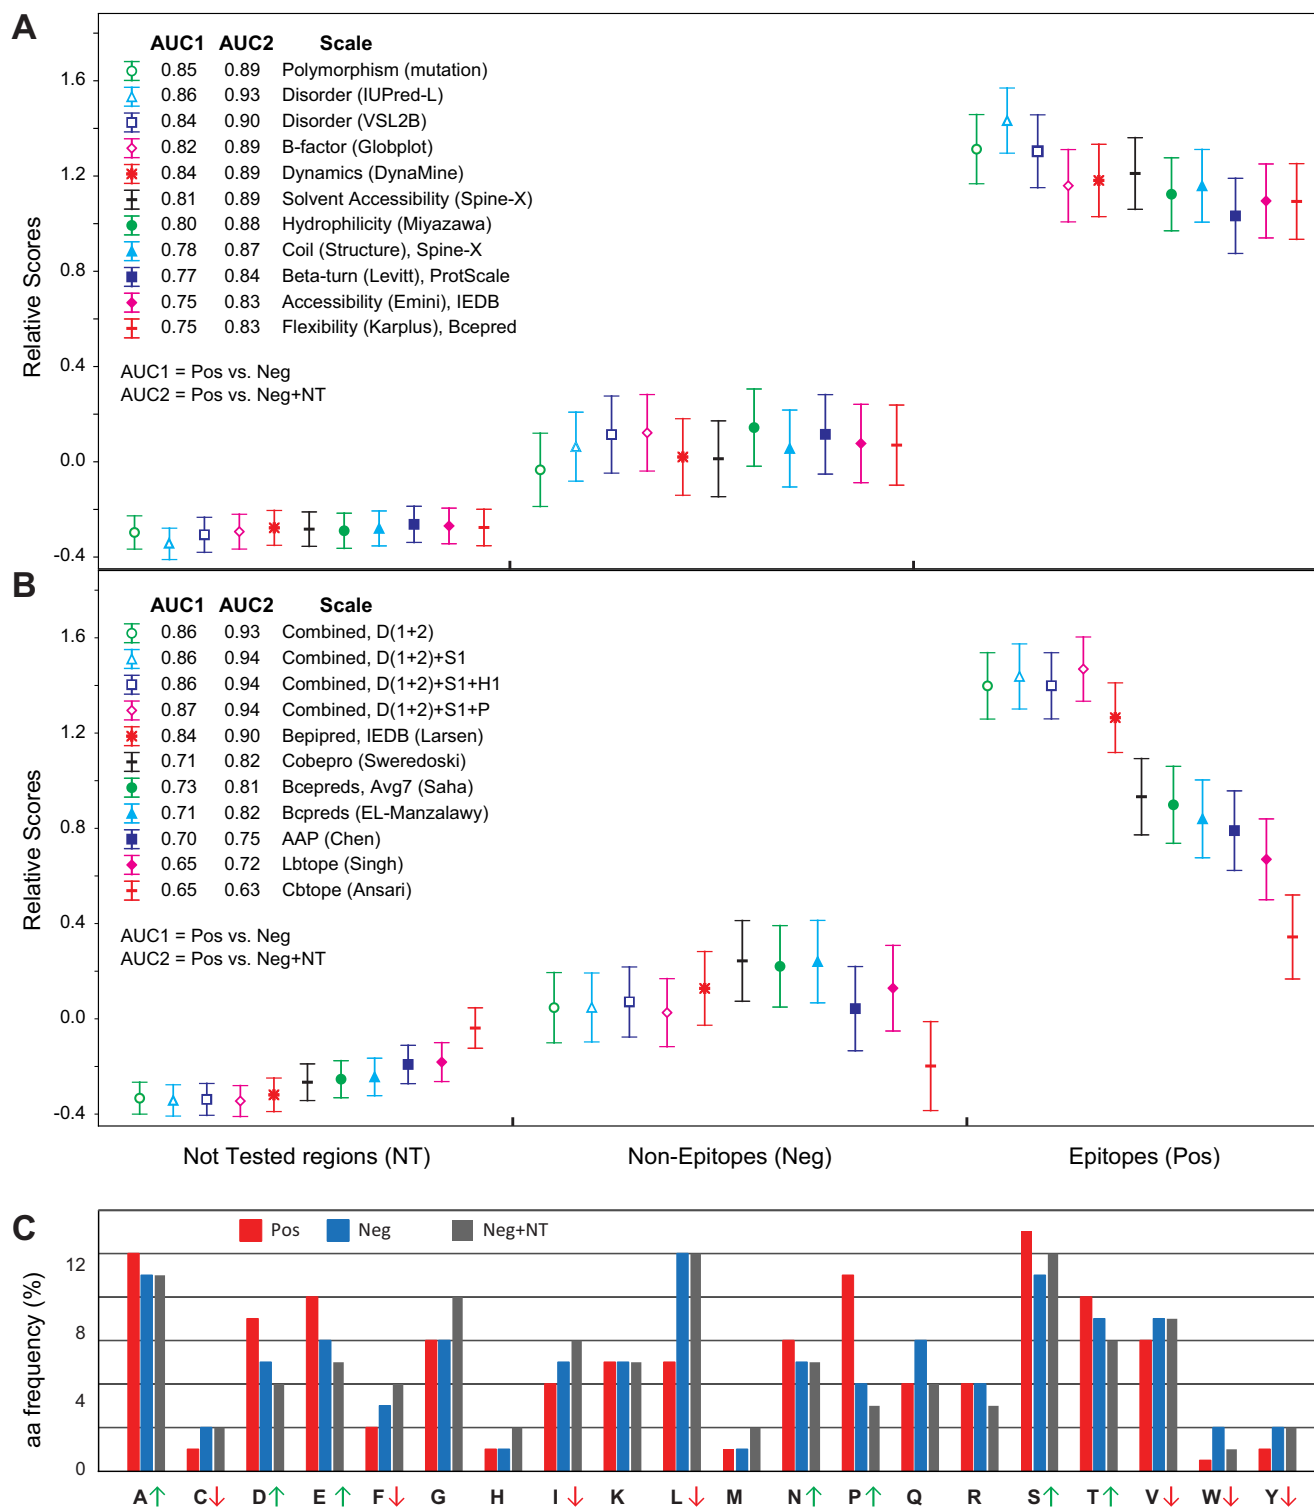 A
AUC1 AUC2 Scale
0.85 0.89 Polymorphism (mutation)
0.86 0.93 Disorder (IUPred-L)
0.84 0.90 Disorder (VSL2B)
0.82 0.89 B-factor (Globplot)
0.84 0.89 Dynamics (DynaMine)
0.81 0.89 Solvent Accessibility (Spine-X)
0.80 0.88 Hydrophilicity (Miyazawa)
0.78 0.87 Coil (Structure), Spine-X
0.77 0.84 Beta-turn (Levitt), ProtScale
0.75 0.83 Accessibility (Emini), IEDB
0.75 0.83 Flexibility (Karplus), Bcepred
AUC1 = Pos vs. Neg
AUC2 = Pos vs. Neg+NT
Relative Scores
1.6
1.2
0.8
0.4
0.0
-0.4
B
AUC1 AUC2 Scale
0.86 0.93 Combined, D(1+2)
0.86 0.94 Combined, D(1+2)+S1
0.86 0.94 Combined, D(1+2)+S1+H1
0.87 0.94 Combined, D(1+2)+S1+P
0.84 0.90 Bepipred, IEDB (Larsen)
0.71 0.82 Cobepro (Sweredoski)
0.73 0.81 Bcepreds, Avg7 (Saha)
0.71 0.82 Bcpreds (EL-Manzalawy)
0.70 0.75 AAP (Chen)
0.65 0.72 Lbtope (Singh)
0.65 0.63 Cbtope (Ansari)
AUC1 = Pos vs. Neg
AUC2 = Pos vs. Neg+NT
Relative Scores
1.6
1.2
0.8
0.4
0.0
-0.4
Not Tested regions (NT) Non-Epitopes (Neg) Epitopes (Pos)
C
Pos Neg Neg+NT
aa frequency (%)
12
8
4
0
A↑ C↓ D↑ E↑ F↓ G H I↓ K L↓ M N↑ P↑ Q R S↑ T↑ V↓ W↓ Y↓